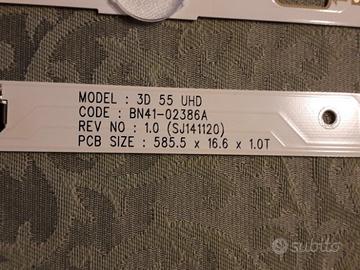 MODEL : 3D 55 UHD
CODE : BN41-02386A
REV NO : 1.0 (SJ141120)
PCB SIZE : 585.5 x 16.6 x 1.0T
subito